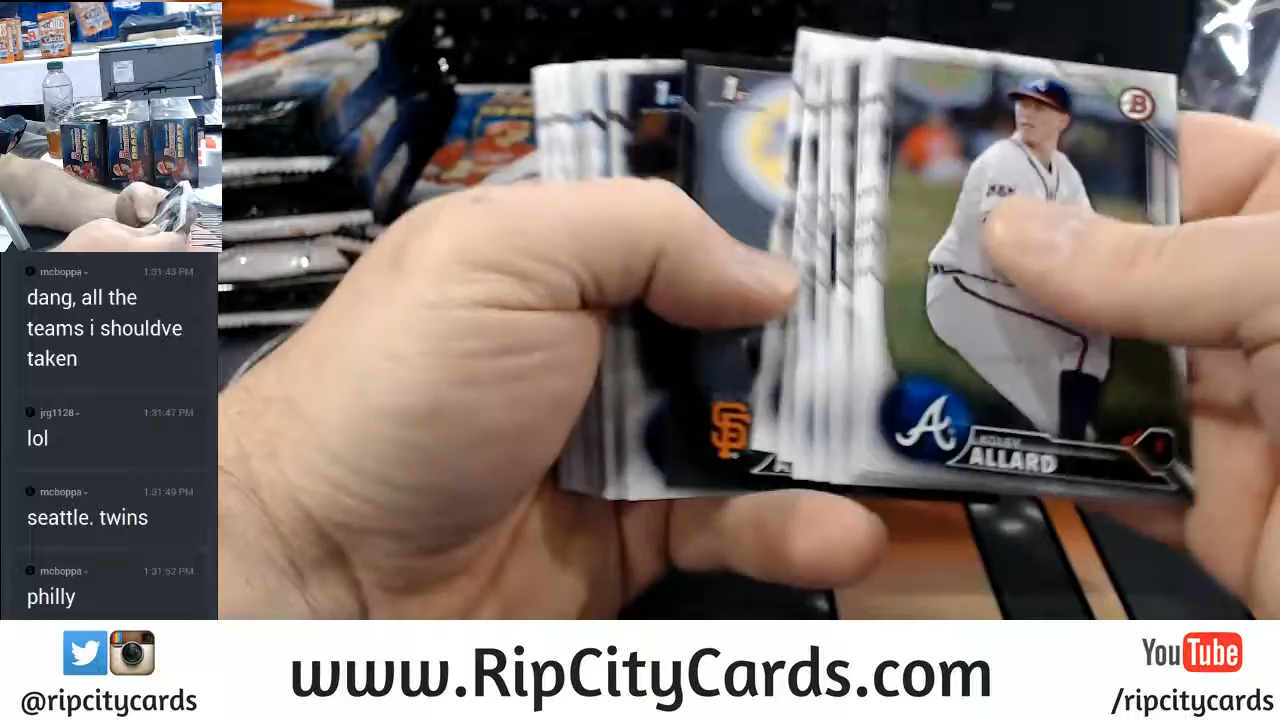 mcboppa
1:31:43 PM
dang, all the
teams i shouldve
taken
jrg1128
1:31:47 PM
lol
mcboppa
1:31:49 PM
seattle. twins
mcboppa
1:31:52 PM
philly
B
A
ALLARD
SF
@ripcitycards
www.RipCityCards.com
YouTube
/ripcitycards